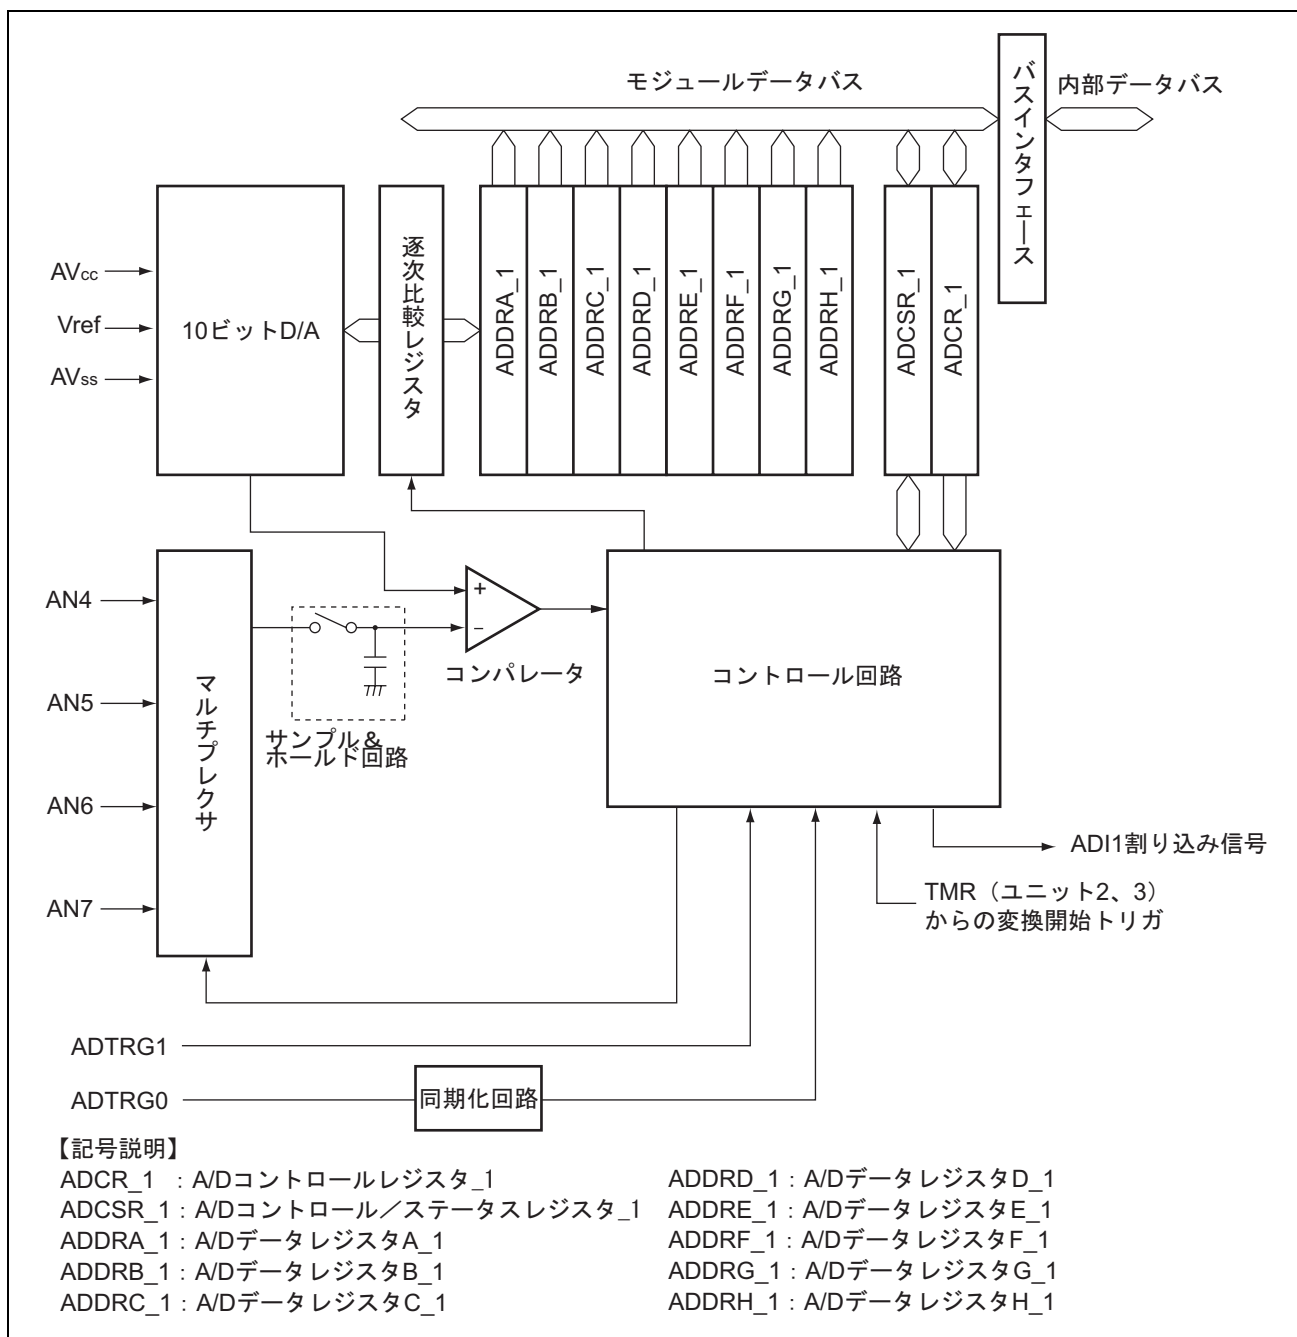 モジュールデータバス
バスインタフェース
内部データバス
AVcc
Vref
AVss
10ビットD/A
逐次比較レジスタ
ADDRA_1
ADDRB_1
ADDRC_1
ADDRD_1
ADDRE_1
ADDRF_1
ADDRG_1
ADDRH_1
ADCSR_1
ADCR_1
AN4
AN5
AN6
AN7
マルチプレクサ
サンプル&
ホールド回路
+
−
コンパレータ
コントロール回路
ADI1割り込み信号
TMR（ユニット2、3）
からの変換開始トリガ
ADTRG1
ADTRG0
同期化回路
【記号説明】
ADCR_1 ：A/Dコントロールレジスタ_1
ADCSR_1：A/Dコントロール／ステータスレジスタ_1
ADDRA_1：A/DデータレジスタA_1
ADDRB_1：A/DデータレジスタB_1
ADDRC_1：A/DデータレジスタC_1
ADDRD_1：A/DデータレジスタD_1
ADDRE_1：A/DデータレジスタE_1
ADDRF_1：A/DデータレジスタF_1
ADDRG_1：A/DデータレジスタG_1
ADDRH_1：A/DデータレジスタH_1